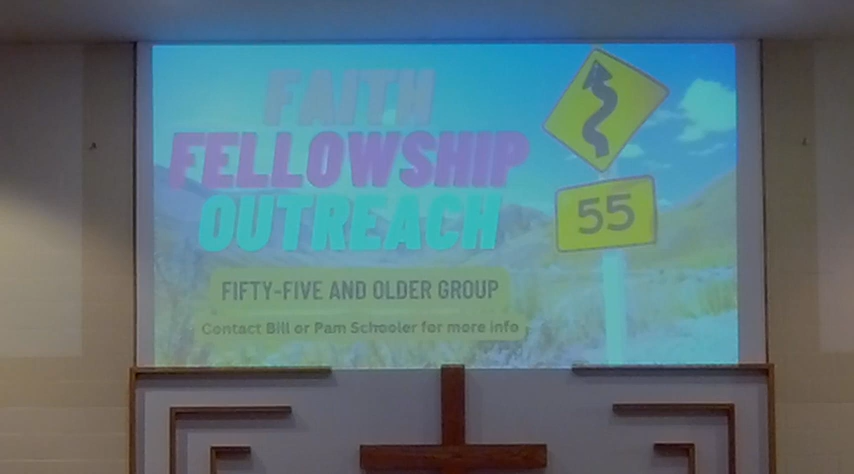 FAITH
FELLOWSHIP
OUTREACH
55
FIFTY-FIVE AND OLDER GROUP
Contact Bill or Pam Schooler for more info